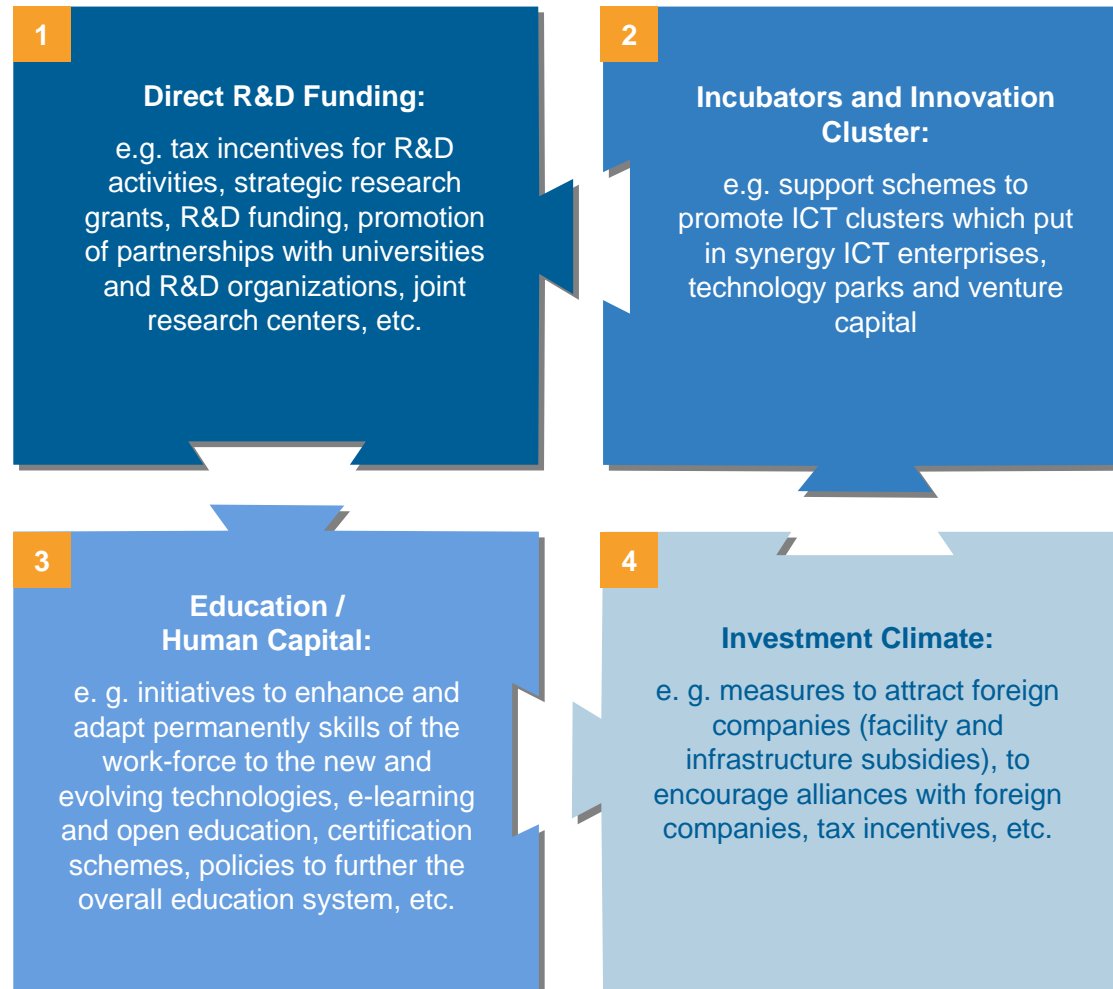 1
Direct R&D Funding:
e.g. tax incentives for R&D
activities, strategic research
grants, R&D funding, promotion
of partnerships with universities
and R&D organizations, joint
research centers, etc.
2
Incubators and Innovation
Cluster:
e.g. support schemes to
promote ICT clusters which put
in synergy ICT enterprises,
technology parks and venture
capital
3
Education /
Human Capital:
e. g. initiatives to enhance and
adapt permanently skills of the
work-force to the new and
evolving technologies, e-learning
and open education, certification
schemes, policies to further the
overall education system, etc.
4
Investment Climate:
e. g. measures to attract foreign
companies (facility and
infrastructure subsidies), to
encourage alliances with foreign
companies, tax incentives, etc.